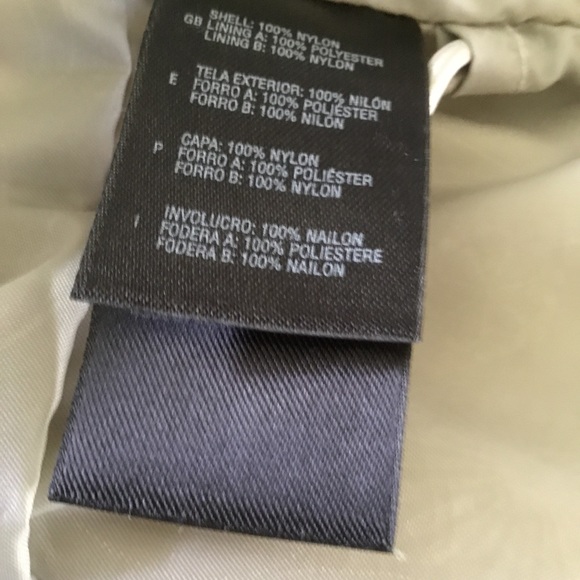 SHELL: 100% NYLON
GB LINING A: 100% POLYESTER
LINING B: 100% NYLON
E TELA EXTERIOR: 100% NILÓN
FORRO A: 100% POLIÉSTER
FORRO B: 100% NILÓN
P CAPA: 100% NYLON
FORRO A: 100% POLIÉSTER
FORRO B: 100% NYLON
I INVOLUCRO: 100% NAILON
FODERA A: 100% POLIESTERE
FODERA B: 100% NAILON